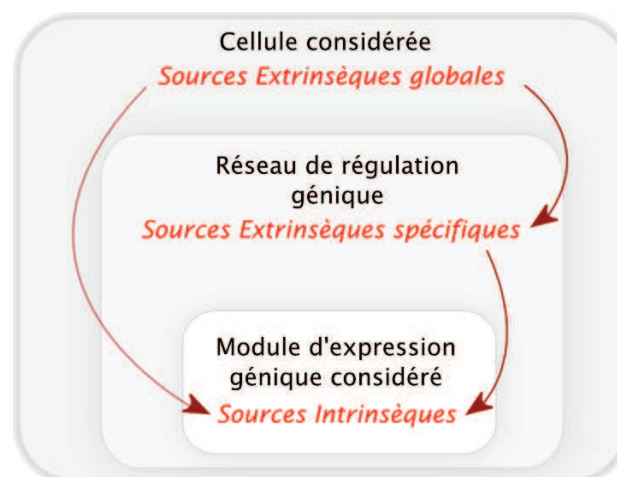 Cellule considérée
Sources Extrinsèques globales
Réseau de régulation
génique
Sources Extrinsèques spécifiques
Module d'expression
génique considéré
Sources Intrinsèques